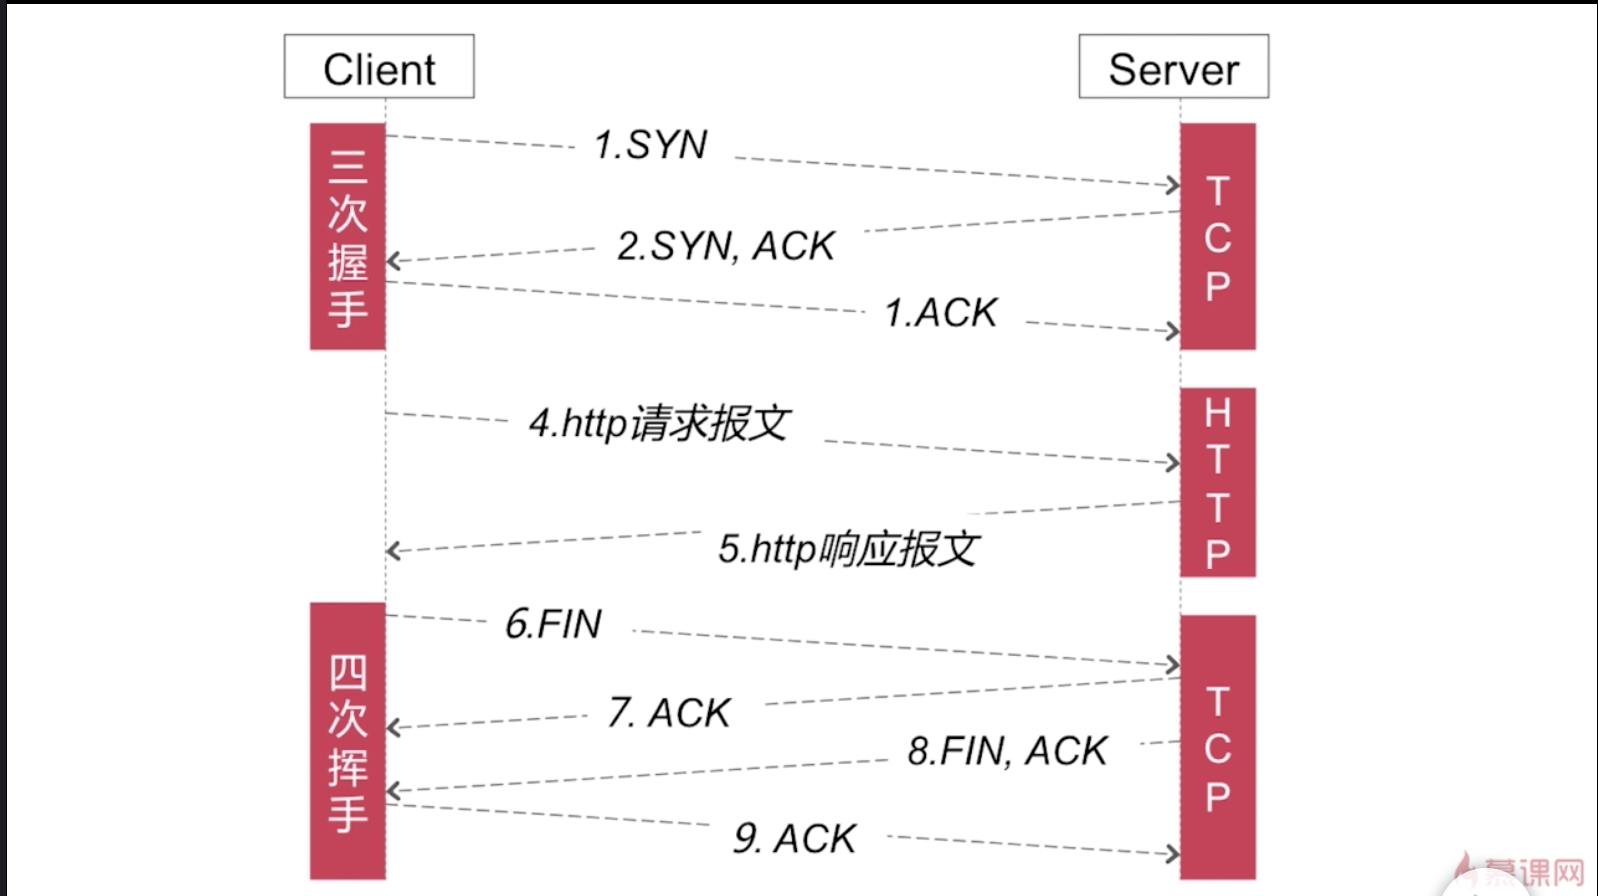 Client
Server
三次握手
TCP
1.SYN
2.SYN, ACK
1.ACK
4.http请求报文
HTTP
5.http响应报文
四次挥手
TCP
6.FIN
7. ACK
8.FIN, ACK
9. ACK
慕课网